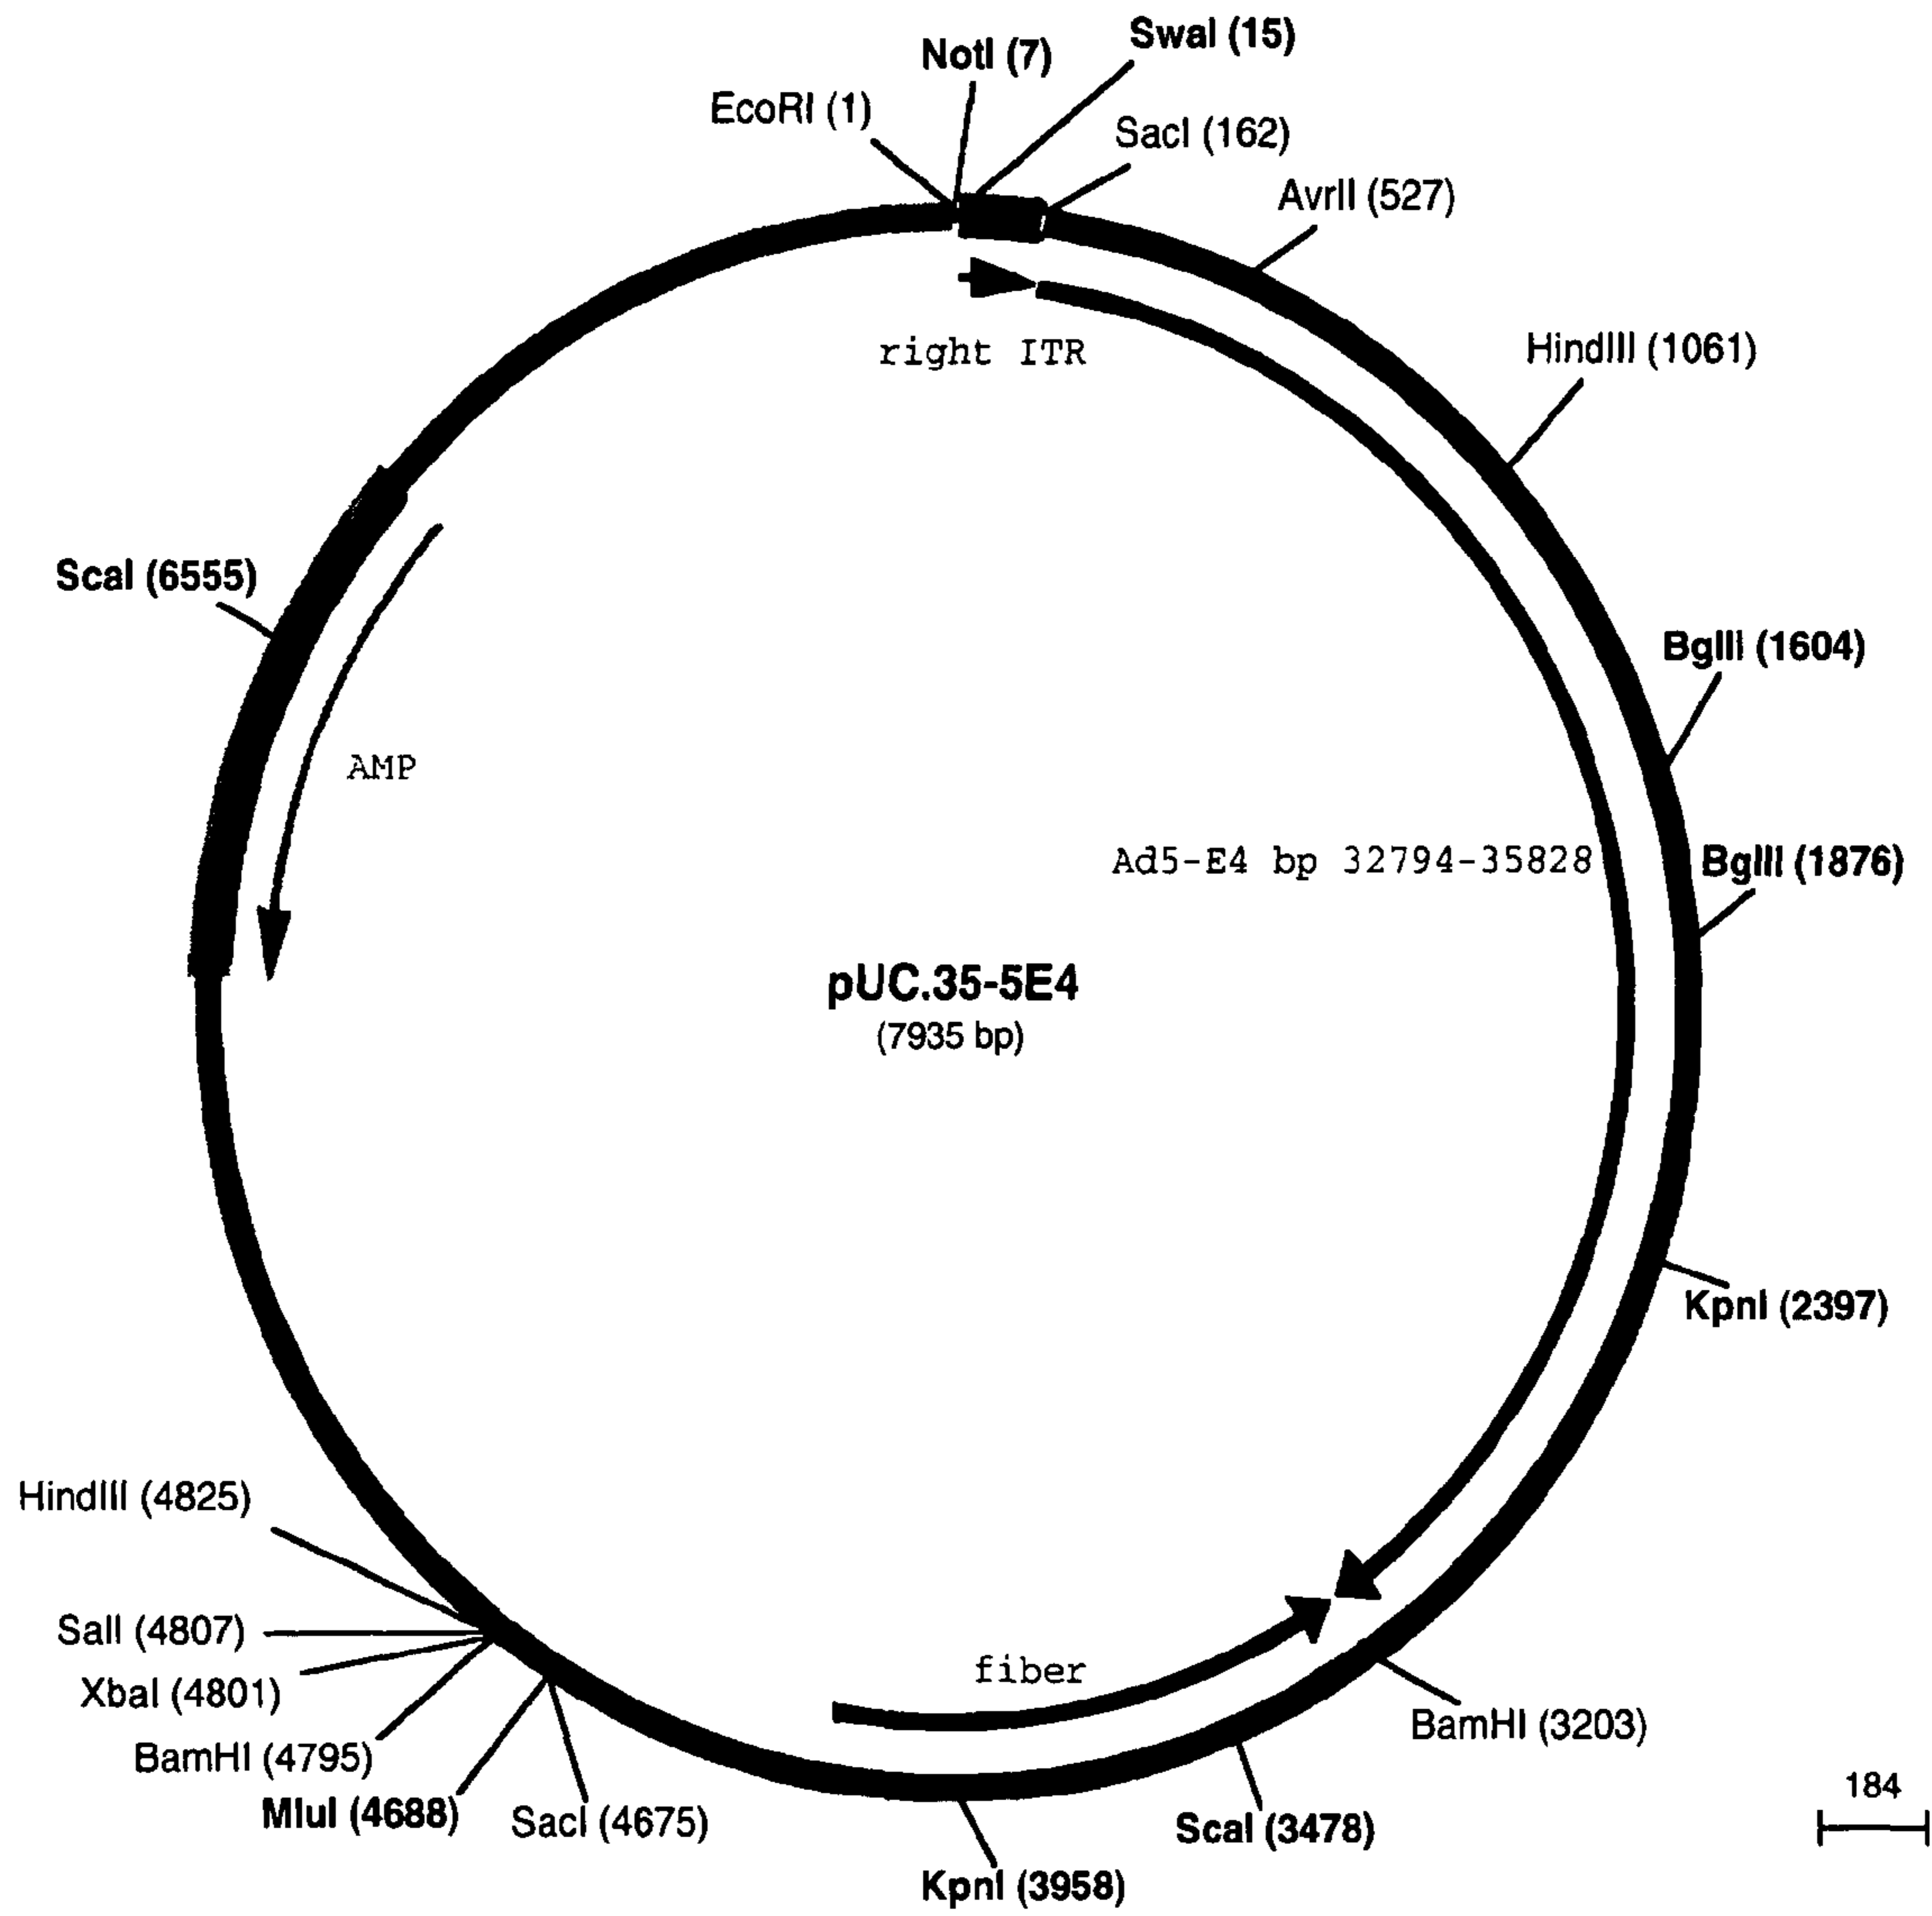 SwaI (15)
NotI (7)
EcoRI (1)
SacI (162)
AvrII (527)
right ITR
HindIII (1061)
ScaI (6555)
BglII (1604)
AMP
Ad5-E4 bp 32794-35828
BglII (1876)
pUC.35-5E4
(7935 bp)
KpnI (2397)
HindIII (4825)
SalI (4807)
fiber
XbaI (4801)
BamHI (3203)
BamHI (4795)
184
MluI (4688)
SacI (4675)
ScaI (3478)
KpnI (3958)